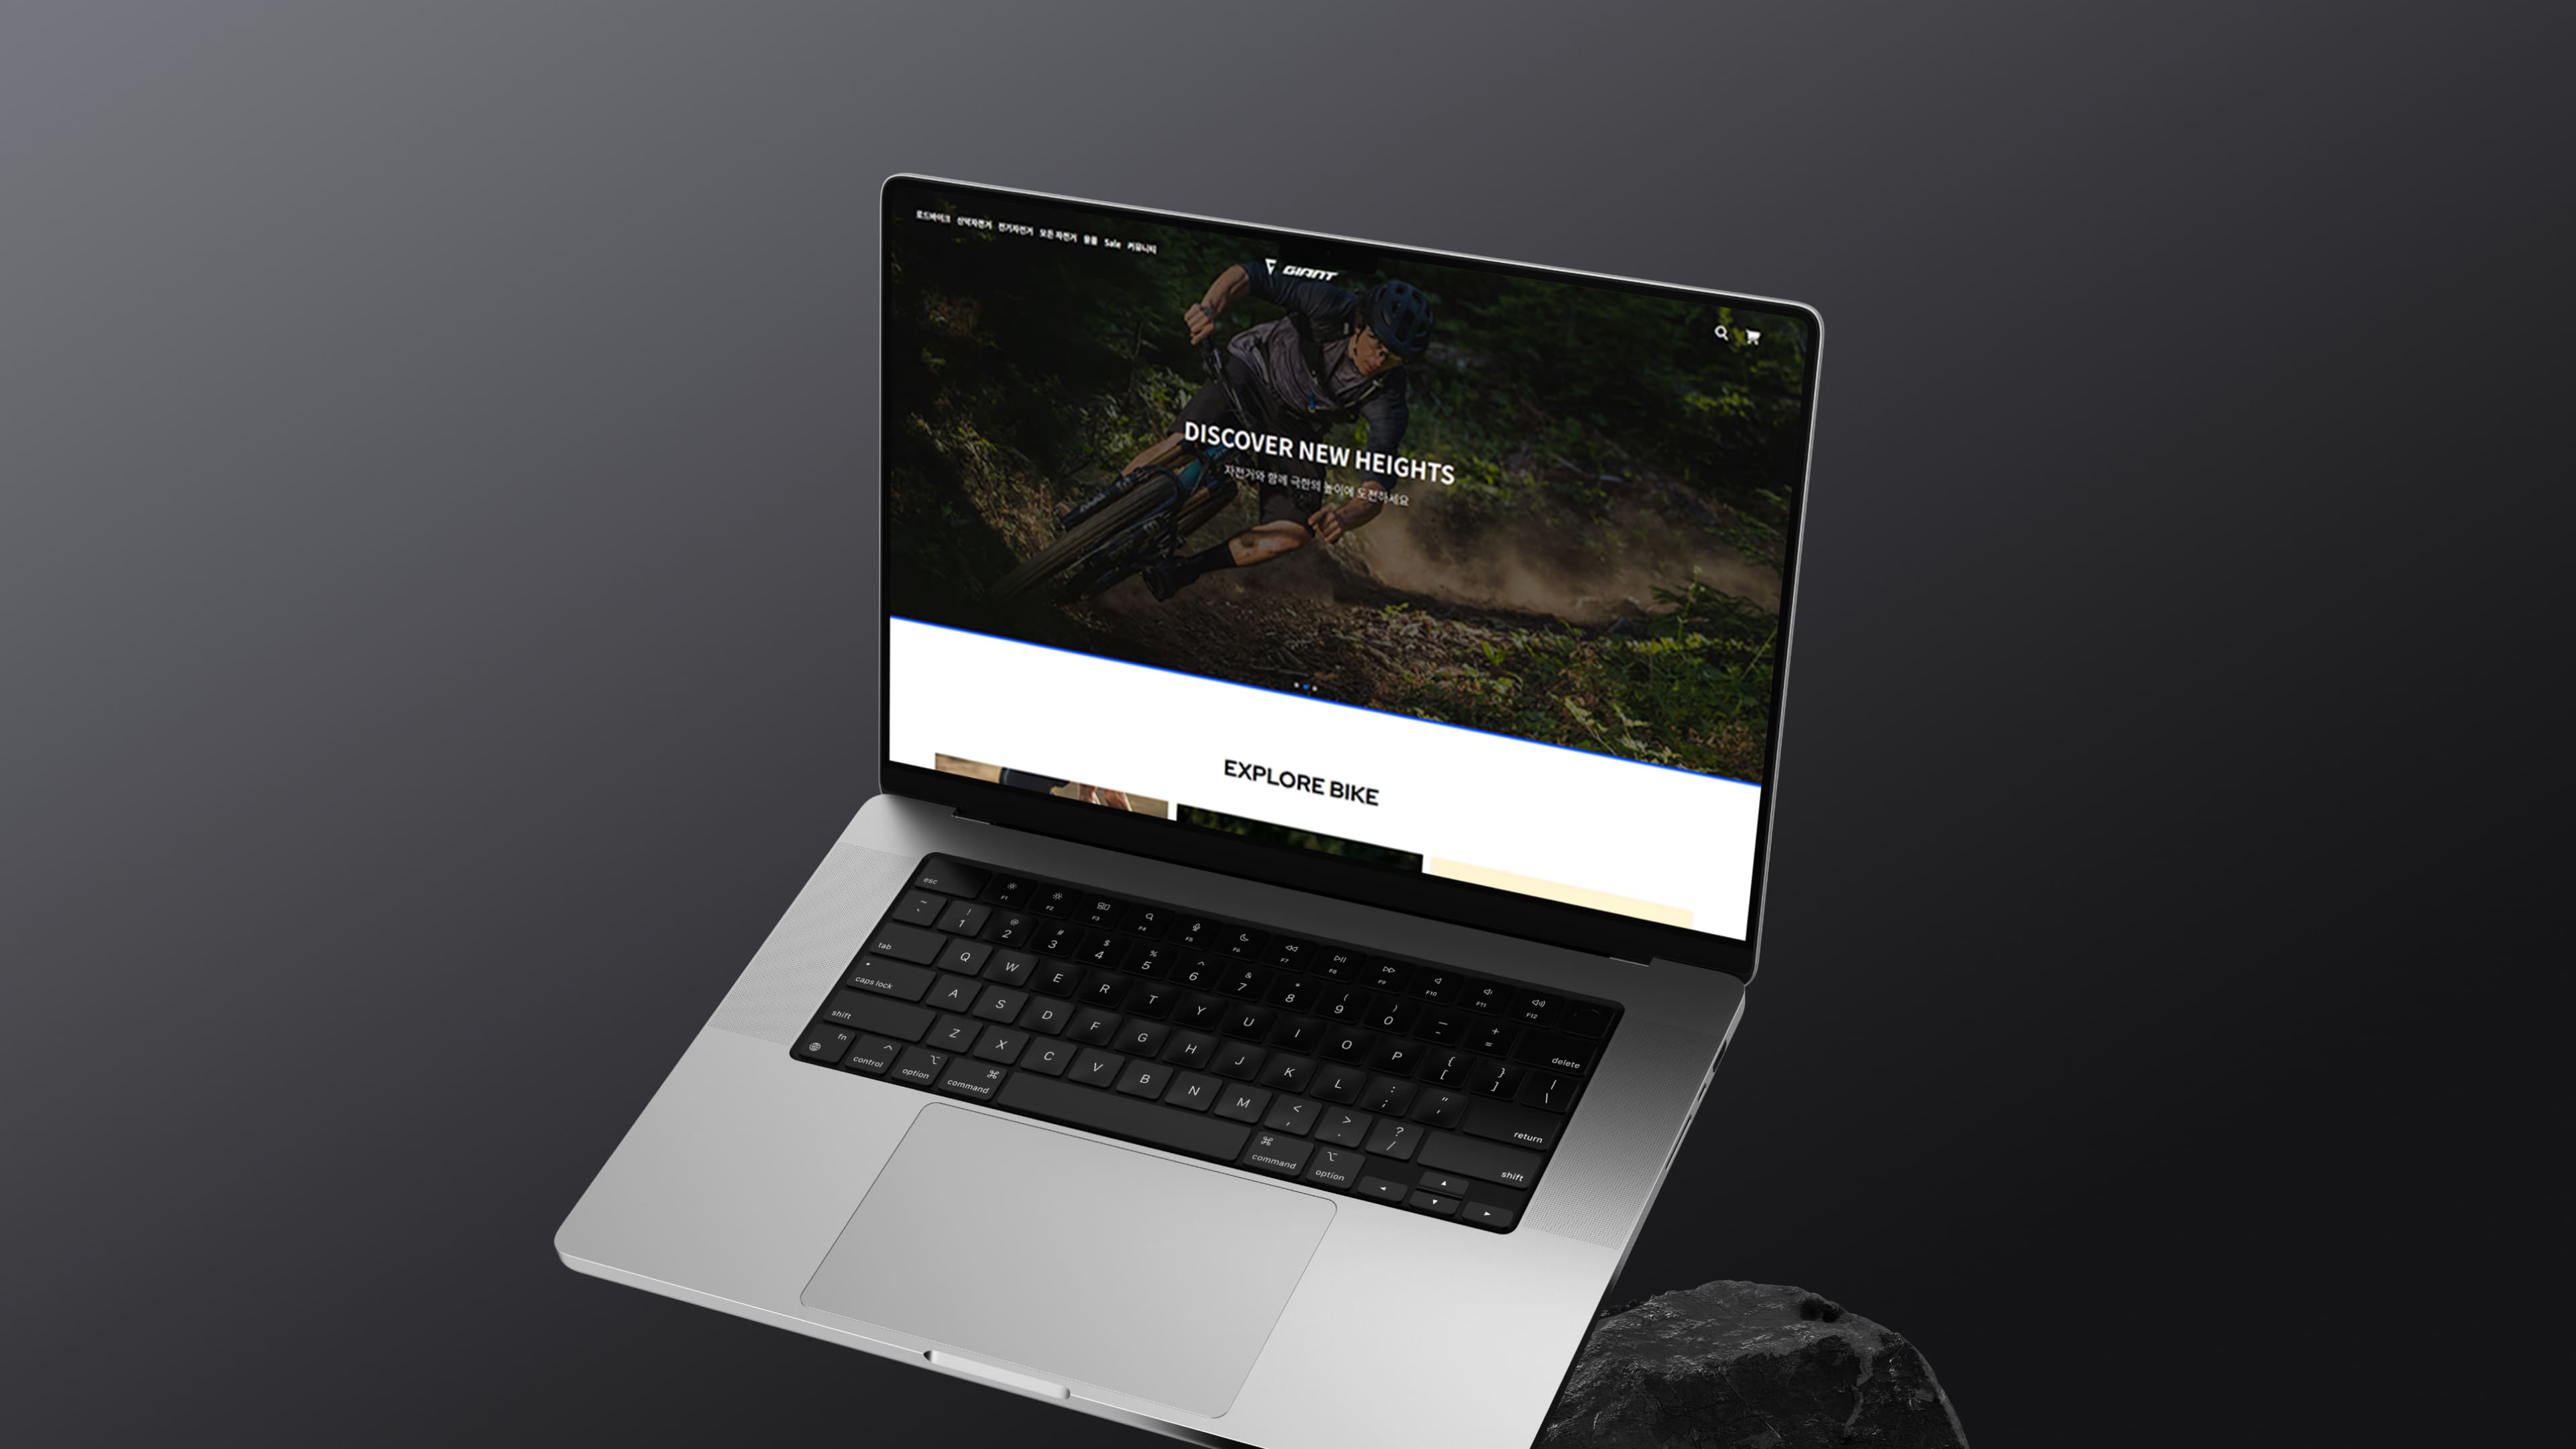 로드바이크 산악자전거 전기자전거 모든 자전거 용품 Sale 커뮤니티
GIANT
DISCOVER NEW HEIGHTS
자전거와 함께 극한의 높이에 도전하세요
EXPLORE BIKE
esc F1 F2 F3 F4 F5 F6 F7 F8 F9 F10 F11 F12
~ ` ! 1 @ 2 # 3 $ 4 % 5 ^ 6 & 7 * 8 ( 9 ) 0 — - + = delete
tab Q W E R T Y U I O P { [ } ] | \
caps lock A S D F G H J K L : ; " ' return
shift Z X C V B N M < , > . ? / shift
fn control option command command option